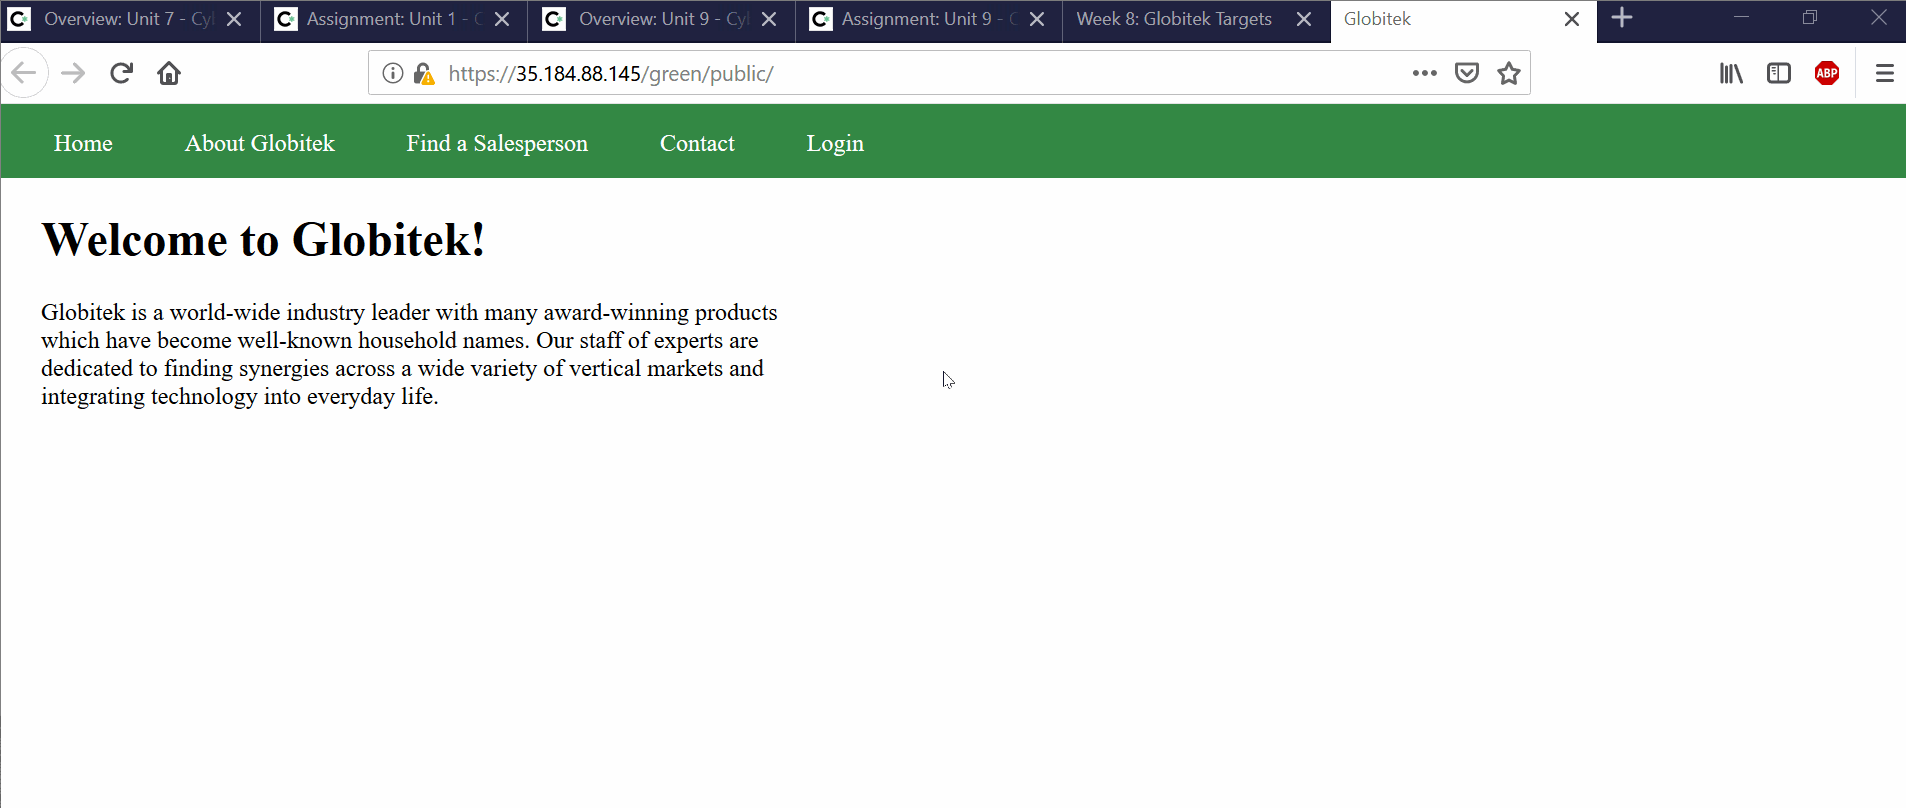 Overview: Unit 7 - Cy
Assignment: Unit 1 - C
Overview: Unit 9 - Cy
Assignment: Unit 9 - C
Week 8: Globitek Targets
Globitek
https://35.184.88.145/green/public/
ABP
Home
About Globitek
Find a Salesperson
Contact
Login
Welcome to Globitek!
Globitek is a world-wide industry leader with many award-winning products
which have become well-known household names. Our staff of experts are
dedicated to finding synergies across a wide variety of vertical markets and
integrating technology into everyday life.